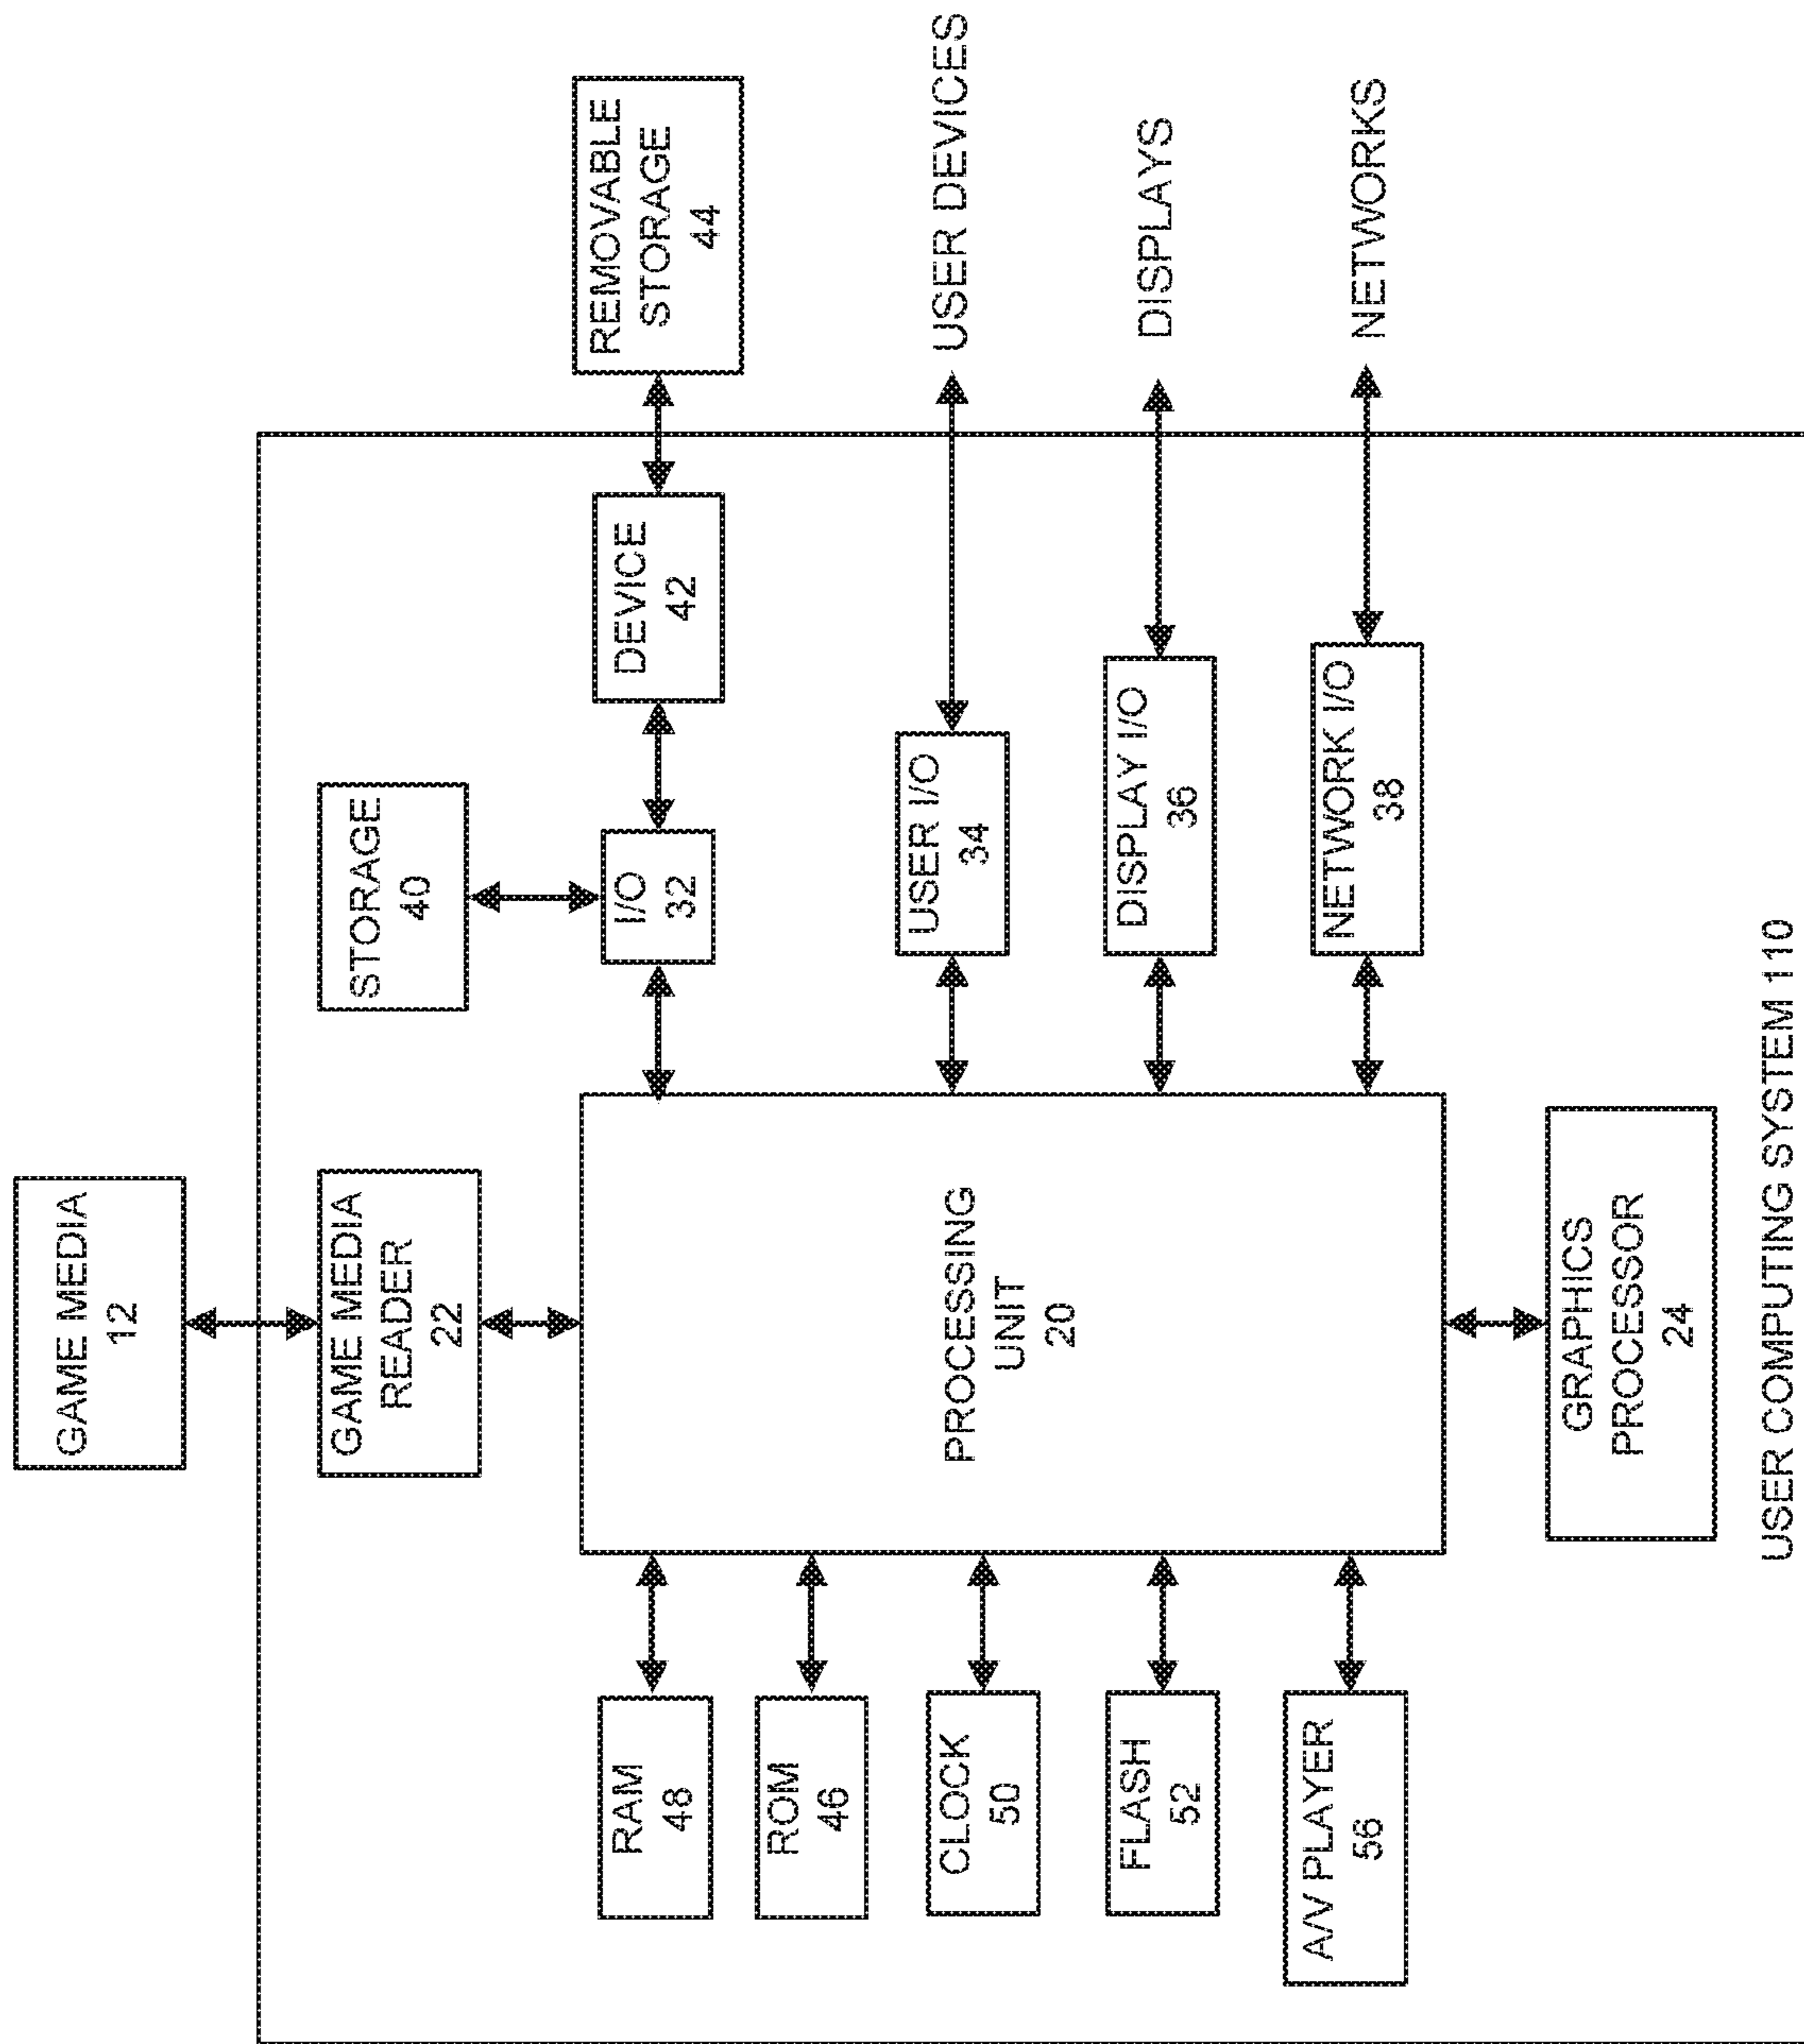 GAME MEDIA
12
GAME MEDIA
READER
22
STORAGE
40
I/O
32
DEVICE
42
REMOVABLE
STORAGE
44
RAM
48
ROM
46
CLOCK
50
FLASH
52
A/V PLAYER
56
PROCESSING
UNIT
20
USER I/O
34
USER DEVICES
DISPLAY I/O
36
DISPLAYS
NETWORK I/O
38
NETWORKS
GRAPHICS
PROCESSOR
24
USER COMPUTING SYSTEM 110